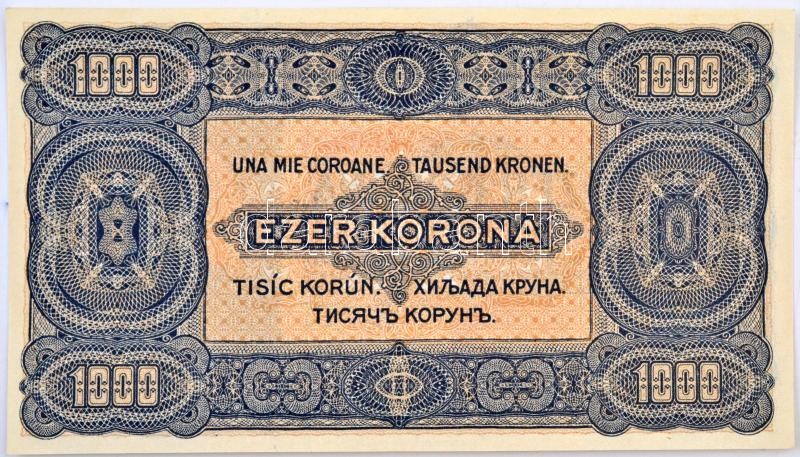 1000 1000
UNA MIE COROANE TAUSEND KRONEN.
EZER KORONA
TISÍC KORÚN. ХИЉАДА КРУНА.
ТИСЯЧЪ КОРУНЪ.
1000 1000